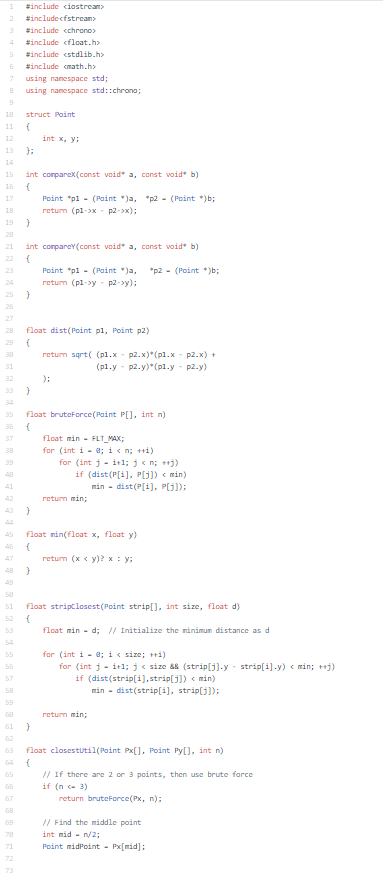 1 #include <iostream>
2 #include<fstream>
3 #include <chrono>
4 #include <float.h>
5 #include <stdlib.h>
6 #include <math.h>
7 using namespace std;
8 using namespace std::chrono;
9
10 struct Point
11 {
12     int x, y;
13 };
14
15 int compareX(const void* a, const void* b)
16 {
17     Point *p1 = (Point *)a,  *p2 = (Point *)b;
18     return (p1->x - p2->x);
19 }
20
21 int compareY(const void* a, const void* b)
22 {
23     Point *p1 = (Point *)a,   *p2 = (Point *)b;
24     return (p1->y - p2->y);
25 }
26
27
28 float dist(Point p1, Point p2)
29 {
30     return sqrt( (p1.x - p2.x)*(p1.x - p2.x) +
31                  (p1.y - p2.y)*(p1.y - p2.y)
32     );
33 }
34
35 float bruteForce(Point P[], int n)
36 {
37     float min = FLT_MAX;
38     for (int i = 0; i < n; ++i)
39         for (int j = i+1; j < n; ++j)
40             if (dist(P[i], P[j]) < min)
41                 min = dist(P[i], P[j]);
42     return min;
43 }
44
45 float min(float x, float y)
46 {
47     return (x < y)? x : y;
48 }
49
50
51 float stripClosest(Point strip[], int size, float d)
52 {
53     float min = d;  // Initialize the minimum distance as d
54
55     for (int i = 0; i < size; ++i)
56         for (int j = i+1; j < size && (strip[j].y - strip[i].y) < min; ++j)
57             if (dist(strip[i],strip[j]) < min)
58                 min = dist(strip[i], strip[j]);
59
60     return min;
61 }
62
63 float closestUtil(Point Px[], Point Py[], int n)
64 {
65     // If there are 2 or 3 points, then use brute force
66     if (n <= 3)
67         return bruteForce(Px, n);
68
69     // Find the middle point
70     int mid = n/2;
71     Point midPoint = Px[mid];
72
73